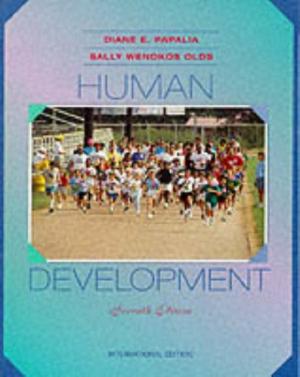 DIANE E. PAPALIA
SALLY WENDKOS OLDS
HUMAN
DEVELOPMENT
Seventh Edition
INTERNATIONAL EDITION